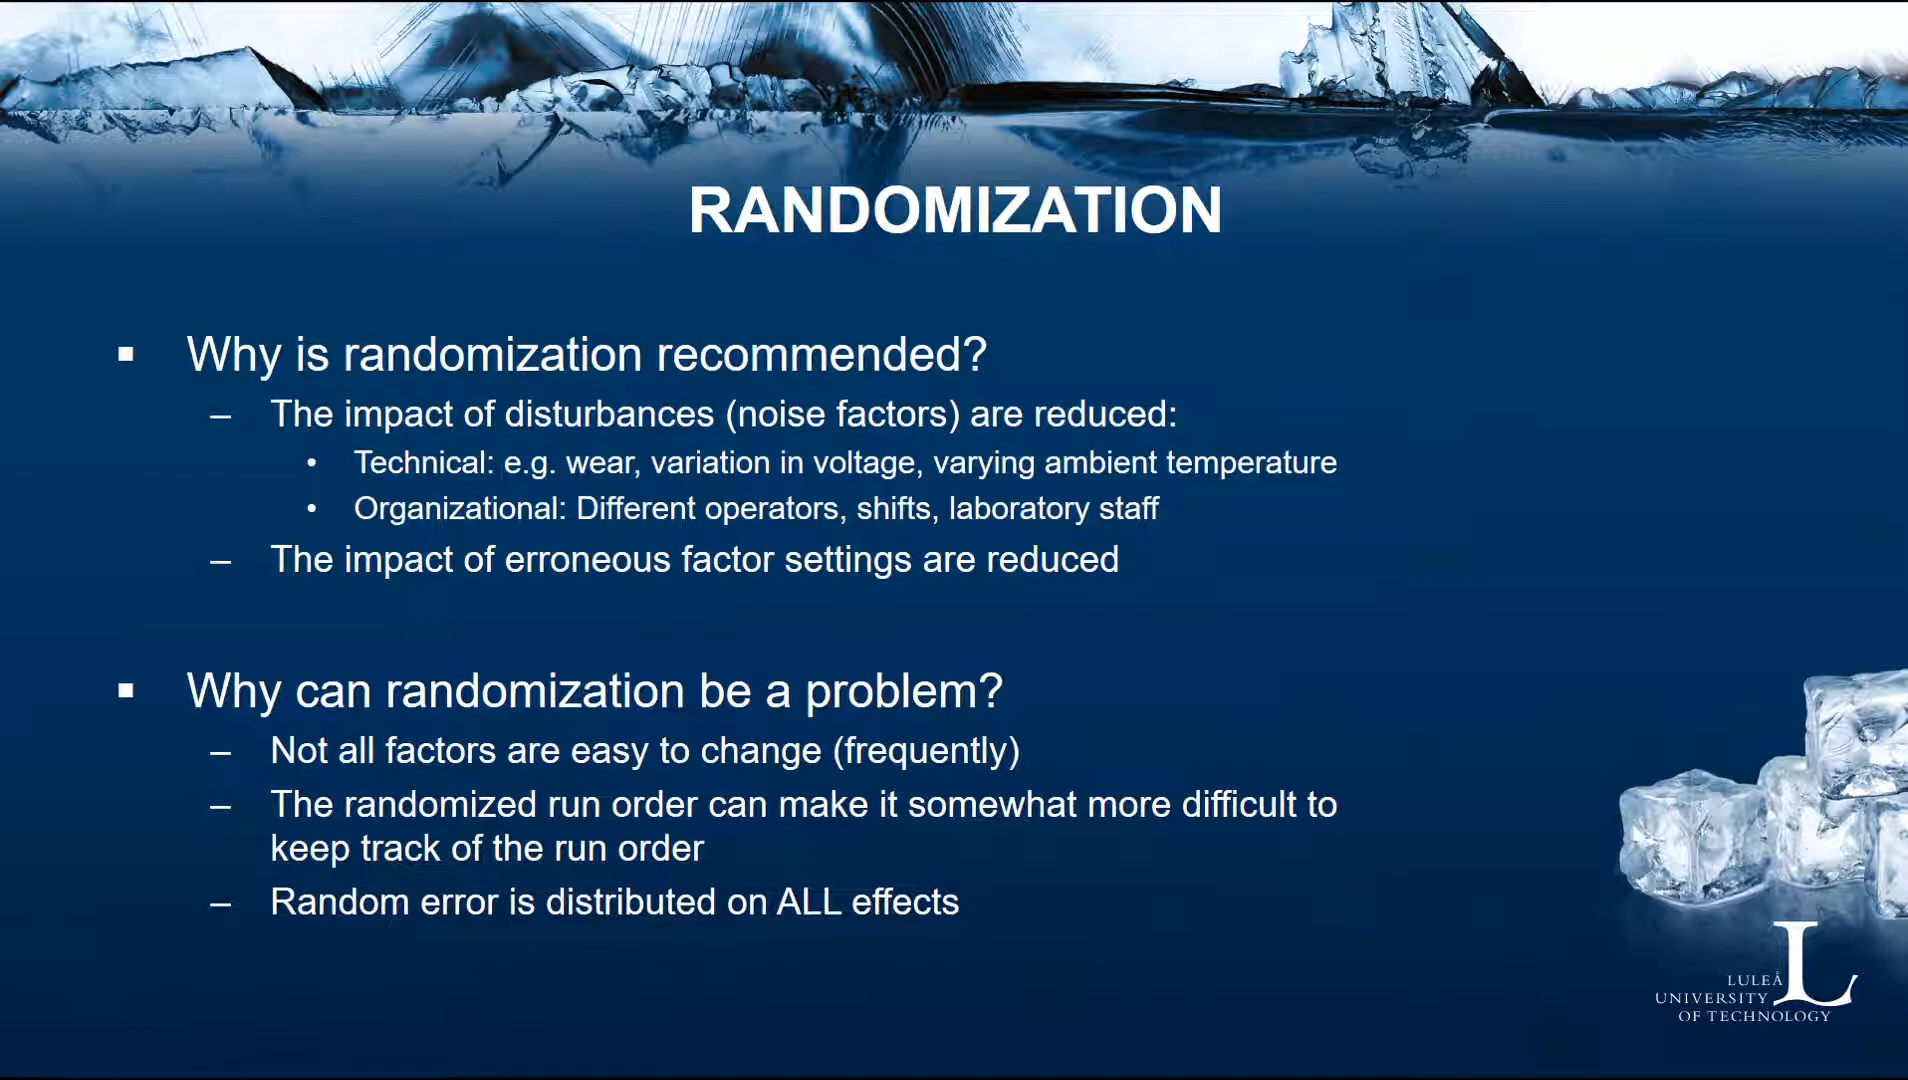 RANDOMIZATION
▪ Why is randomization recommended?
– The impact of disturbances (noise factors) are reduced:
• Technical: e.g. wear, variation in voltage, varying ambient temperature
• Organizational: Different operators, shifts, laboratory staff
– The impact of erroneous factor settings are reduced
▪ Why can randomization be a problem?
– Not all factors are easy to change (frequently)
– The randomized run order can make it somewhat more difficult to
keep track of the run order
– Random error is distributed on ALL effects
L
LULEÅ
UNIVERSITY
OF TECHNOLOGY